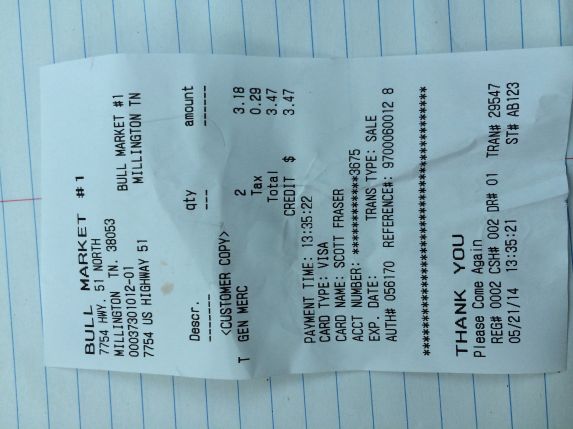 BULL MARKET #1
7754 HWY. 51 NORTH
MILLINGTON TN. 38053
00037301012-01 BULL MARKET #1
7754 US HIGHWAY 51 MILLINGTON TN
Descr. qty amount
------- --- ------
<CUSTOMER COPY>
T GEN MERC 2 3.18
Tax 0.29
Total 3.47
CREDIT $ 3.47
PAYMENT TIME: 13:35:22
CARD TYPE: VISA
CARD NAME: SCOTT FRASER
ACCT NUMBER: ************3675
EXP. DATE: TRANS TYPE: SALE
AUTH# 056170 REFERENCE#: 9700060012 8
****************************************
THANK YOU
Please Come Again
REG# 0002 CSH# 002 DR# 01 TRAN# 29547
05/21/14 13:35:21 ST# AB123